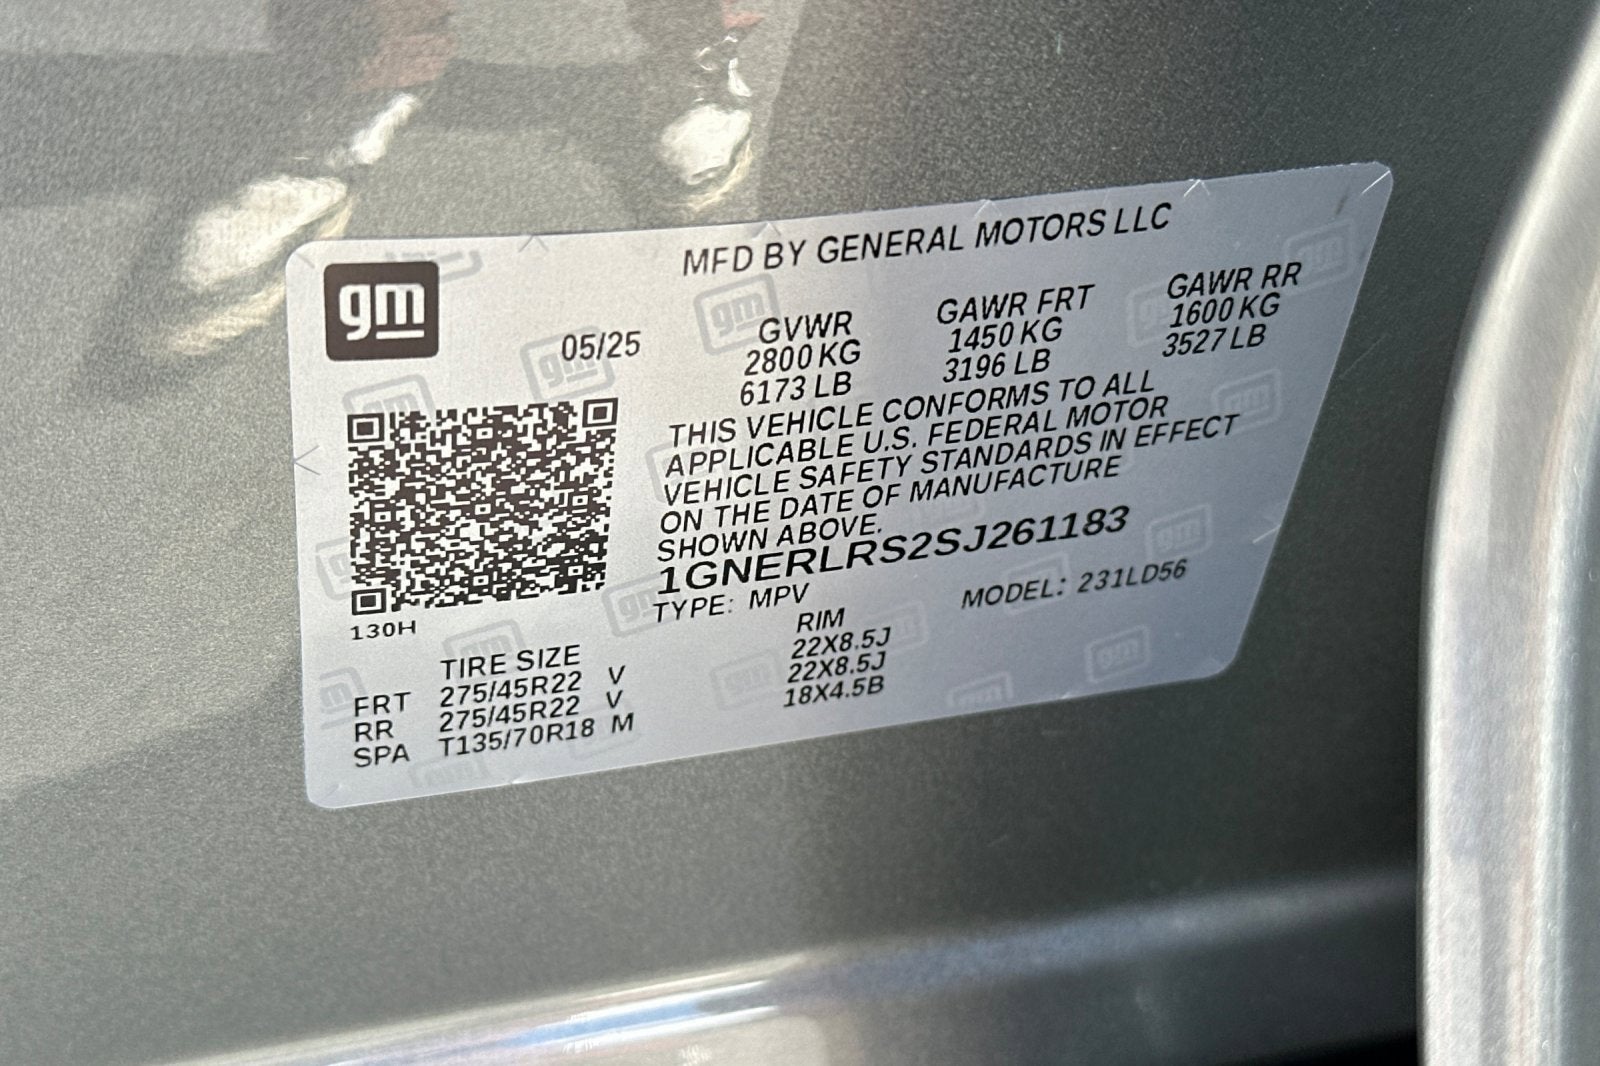 MFD BY GENERAL MOTORS LLC
gm
05/25
GVWR GAWR FRT GAWR RR
2800 KG 1450 KG 1600 KG
6173 LB 3196 LB 3527 LB
THIS VEHICLE CONFORMS TO ALL
APPLICABLE U.S. FEDERAL MOTOR
VEHICLE SAFETY STANDARDS IN EFFECT
ON THE DATE OF MANUFACTURE
SHOWN ABOVE.
1GNERLRS2SJ261183
TYPE: MPV MODEL: 231LD56
130H
TIRE SIZE RIM
FRT 275/45R22 V 22X8.5J
RR 275/45R22 V 22X8.5J
SPA T135/70R18 M 18X4.5B